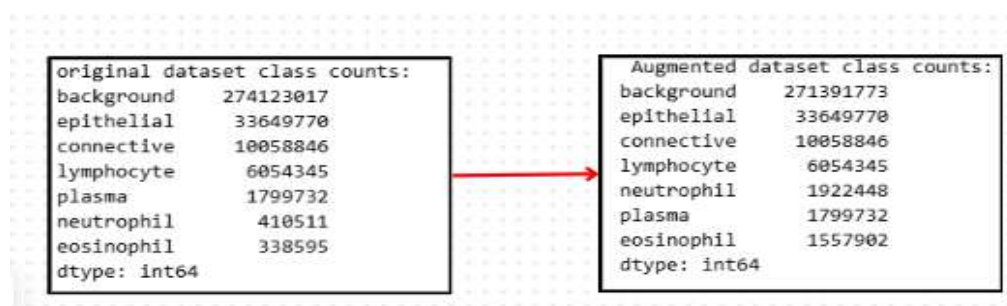 original dataset class counts:
background 274123017
epithelial 33649770
connective 10058846
lymphocyte 6054345
plasma 1799732
neutrophil 410511
eosinophil 338595
dtype: int64
Augmented dataset class counts:
background 271391773
epithelial 33649770
connective 10058846
lymphocyte 6054345
neutrophil 1922448
plasma 1799732
eosinophil 1557902
dtype: int64